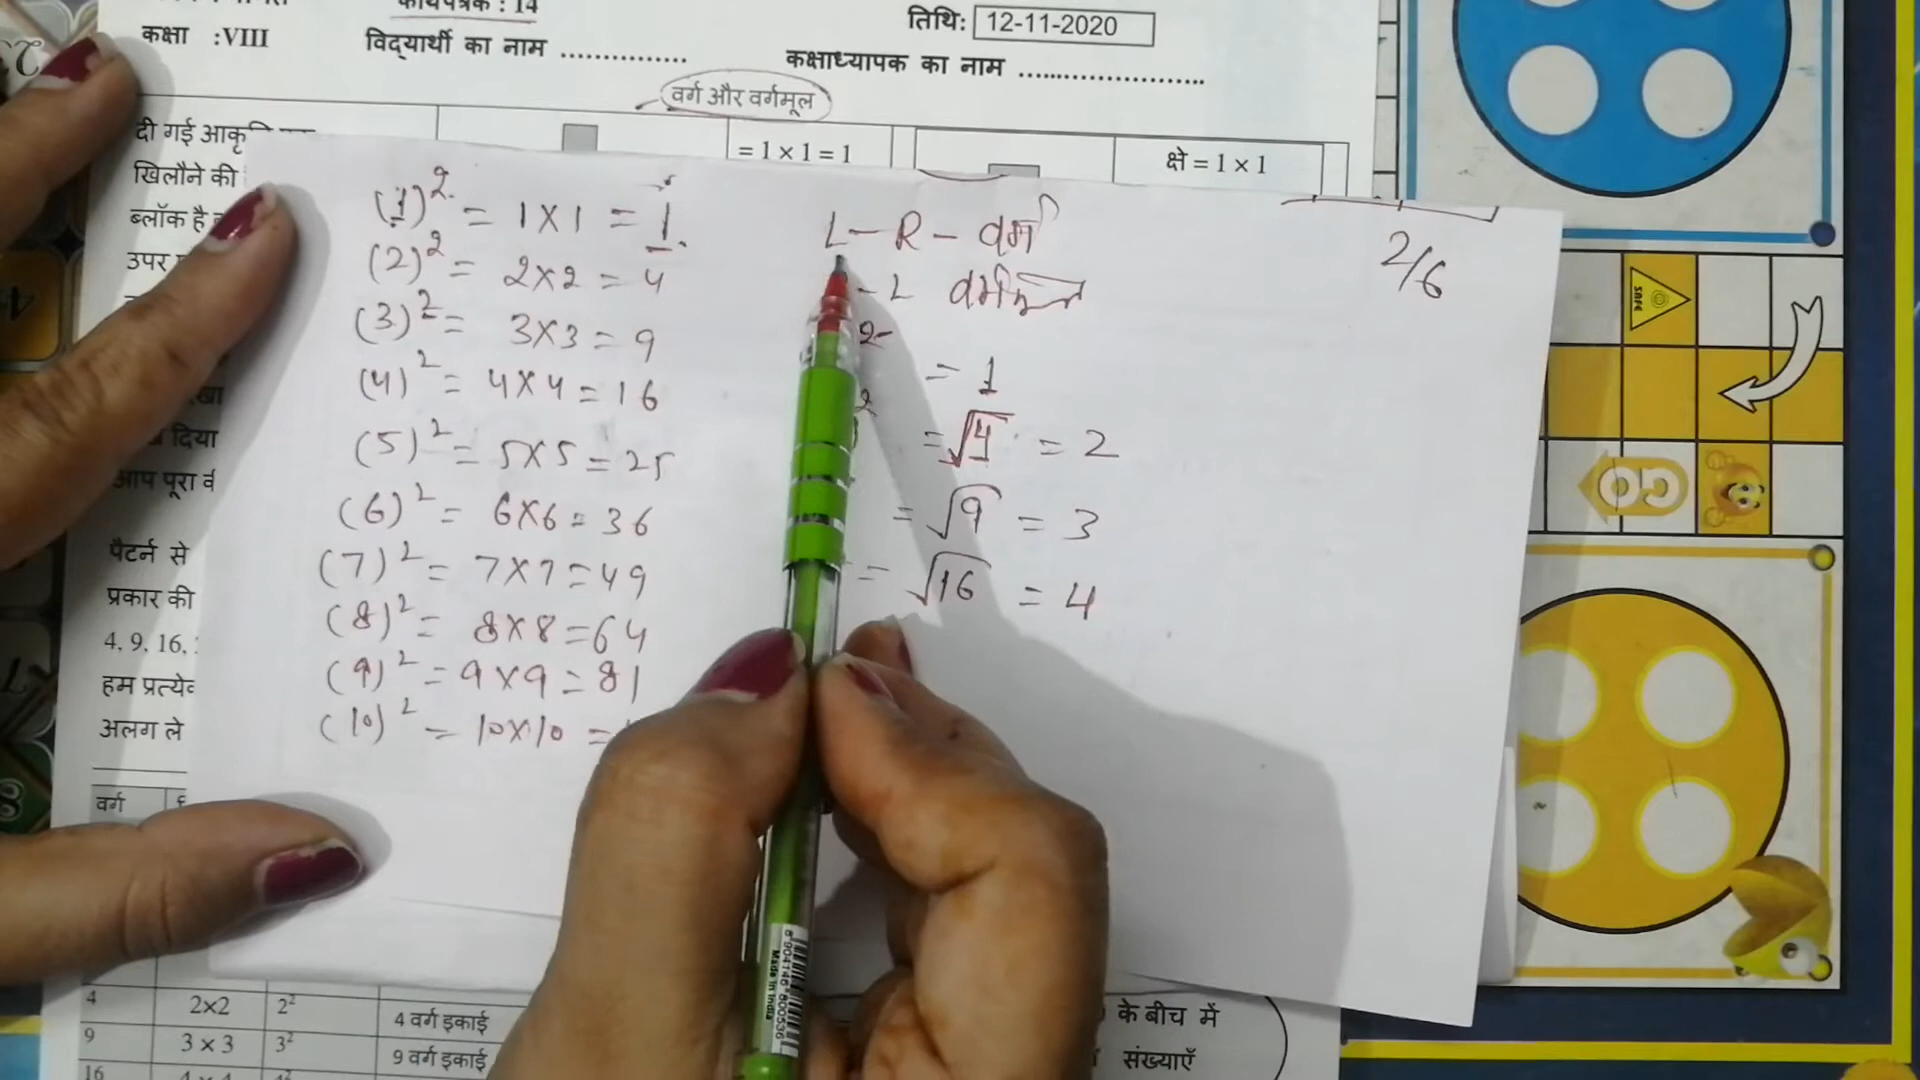 कार्यपत्रक : 14
कक्षा :VIII
विद्यार्थी का नाम ...............
तिथि: 12-11-2020
कक्षाध्यापक का नाम ........................
वर्ग और वर्गमूल
दी गई
= 1 × 1 = 1
क्षे = 1 × 1
खिलौने की
ब्लॉक है
उपर
दिया
आप पूरा
पैटर्न से
प्रकार की
4, 9, 16,
हम
अलग ले
वर्ग
(1)² = 1×1 = 1
(2)² = 2×2 = 4
(3)² = 3×3 = 9
(4)² = 4×4 = 16
(5)² = 5×5 = 25
(6)² = 6×6 = 36
(7)² = 7×7 = 49
(8)² = 8×8 = 64
(9)² = 9×9 = 81
(10)² = 10×10 =
L - R - वर्ग
- L वर्गमूल
2
= 1
2
= √4 = 2
= √9 = 3
= √16 = 4
2/6
4 2×2 2² 4 वर्ग इकाई
9 3 × 3 3² 9 वर्ग इकाई
16
के बीच में
संख्याएँ
SAFE
GO
Made in India